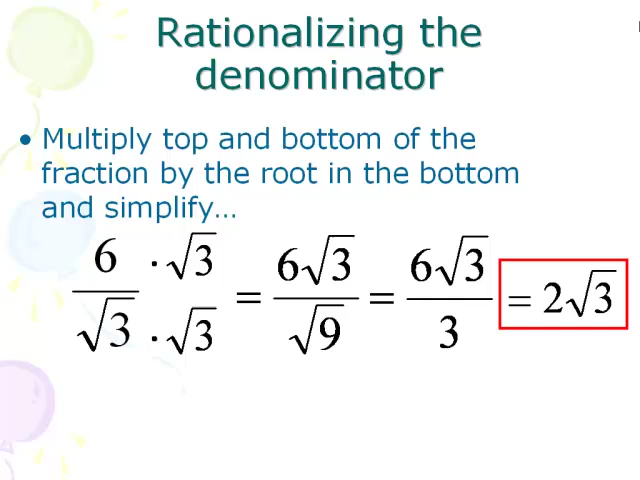 Rationalizing the
denominator
• Multiply top and bottom of the
fraction by the root in the bottom
and simplify…
6/√3 · √3/· √3 = 6√3/√9 = 6√3/3 = 2√3